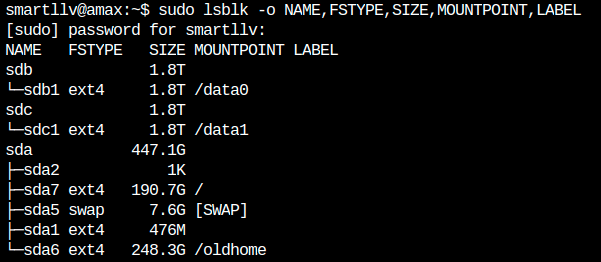 smartllv@amax:~$ sudo lsblk -o NAME,FSTYPE,SIZE,MOUNTPOINT,LABEL
[sudo] password for smartllv:
NAME   FSTYPE   SIZE MOUNTPOINT LABEL
sdb             1.8T
└─sdb1 ext4     1.8T /data0
sdc             1.8T
└─sdc1 ext4     1.8T /data1
sda           447.1G
├─sda2            1K
├─sda7 ext4   190.7G /
├─sda5 swap     7.6G [SWAP]
├─sda1 ext4     476M
└─sda6 ext4   248.3G /oldhome